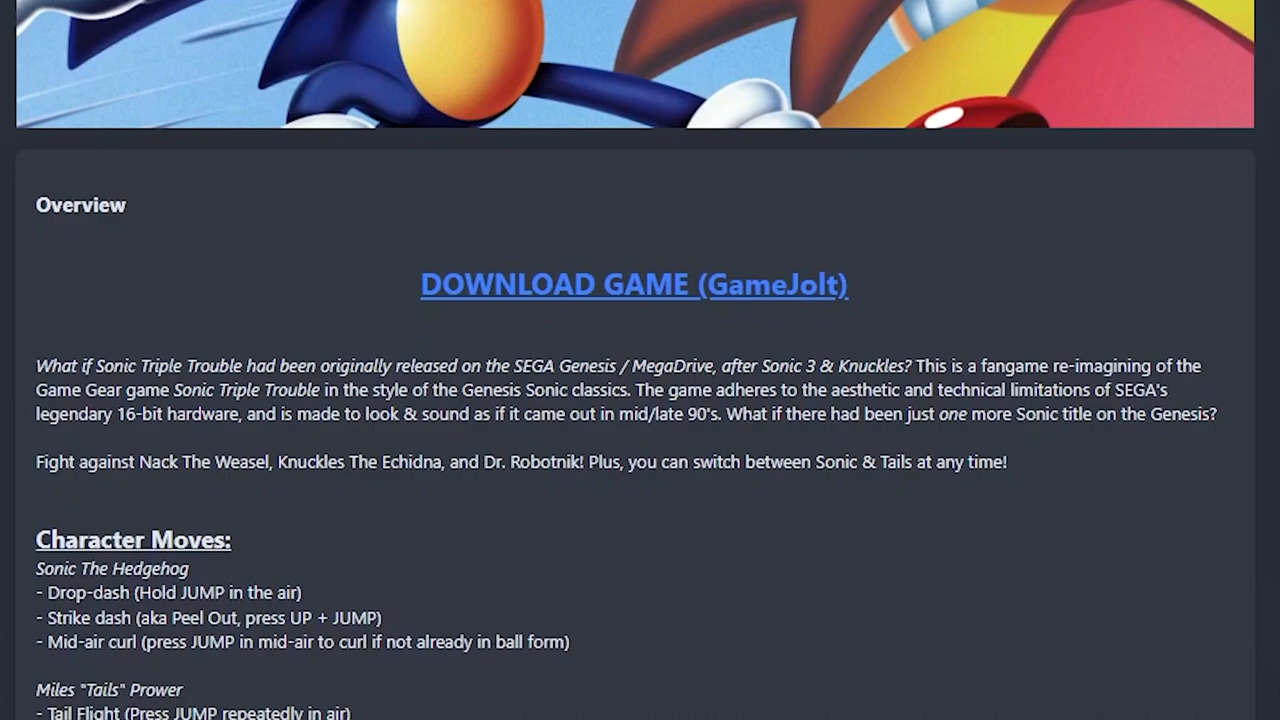 Overview
DOWNLOAD GAME (GameJolt)
What if Sonic Triple Trouble had been originally released on the SEGA Genesis / MegaDrive, after Sonic 3 & Knuckles? This is a fangame re-imagining of the
Game Gear game Sonic Triple Trouble in the style of the Genesis Sonic classics. The game adheres to the aesthetic and technical limitations of SEGA's
legendary 16-bit hardware, and is made to look & sound as if it came out in mid/late 90's. What if there had been just one more Sonic title on the Genesis?
Fight against Nack The Weasel, Knuckles The Echidna, and Dr. Robotnik! Plus, you can switch between Sonic & Tails at any time!
Character Moves:
Sonic The Hedgehog
- Drop-dash (Hold JUMP in the air)
- Strike dash (aka Peel Out, press UP + JUMP)
- Mid-air curl (press JUMP in mid-air to curl if not already in ball form)
Miles "Tails" Prower
- Tail Flight (Press JUMP repeatedly in air)